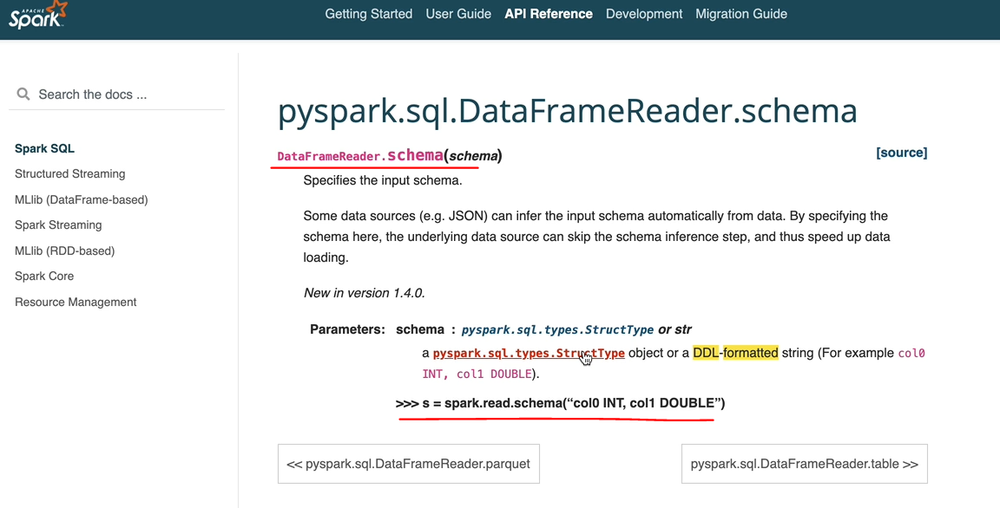 APACHE
Spark
Getting Started User Guide API Reference Development Migration Guide
Search the docs ...
Spark SQL
Structured Streaming
MLlib (DataFrame-based)
Spark Streaming
MLlib (RDD-based)
Spark Core
Resource Management
pyspark.sql.DataFrameReader.schema
DataFrameReader.schema(schema) [source]
Specifies the input schema.
Some data sources (e.g. JSON) can infer the input schema automatically from data. By specifying the
schema here, the underlying data source can skip the schema inference step, and thus speed up data
loading.
New in version 1.4.0.
Parameters: schema : pyspark.sql.types.StructType or str
a pyspark.sql.types.StructType object or a DDL-formatted string (For example col0
INT, col1 DOUBLE).
>>> s = spark.read.schema(“col0 INT, col1 DOUBLE”)
<< pyspark.sql.DataFrameReader.parquet
pyspark.sql.DataFrameReader.table >>